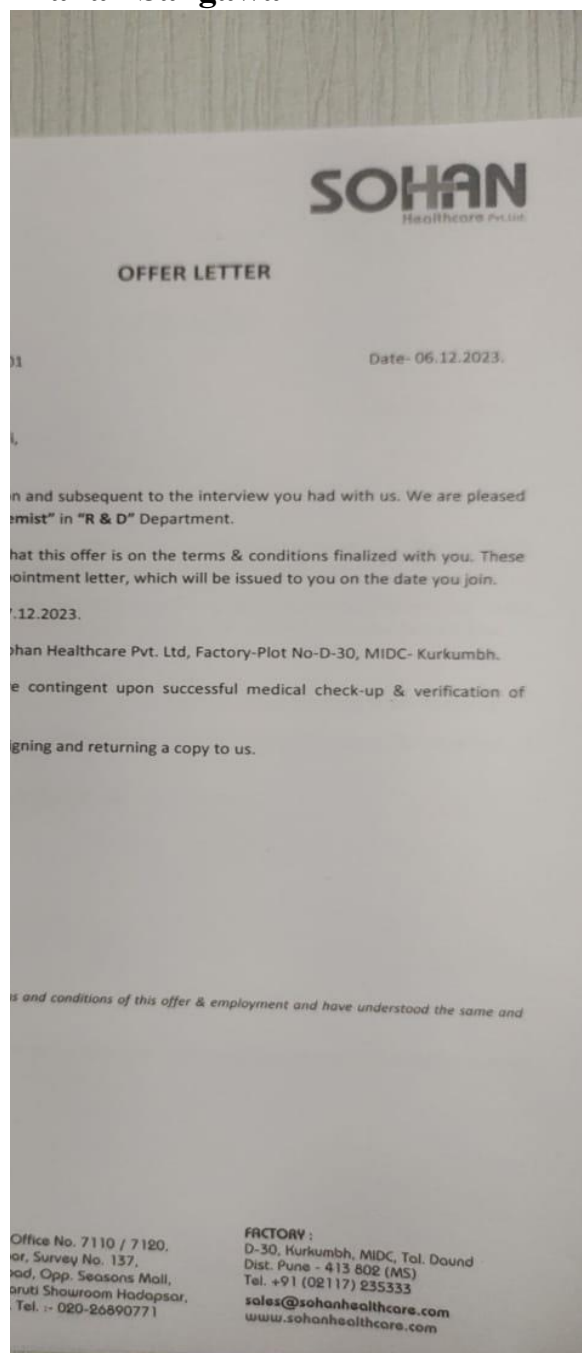 SOHAN
Healthcare Pvt.Ltd.
OFFER LETTER
01 Date- 06.12.2023.
n and subsequent to the interview you had with us. We are pleased
emist" in "R & D" Department.
hat this offer is on the terms & conditions finalized with you. These
ointment letter, which will be issued to you on the date you join.
.12.2023.
ohan Healthcare Pvt. Ltd, Factory-Plot No-D-30, MIDC- Kurkumbh.
e contingent upon successful medical check-up & verification of
igning and returning a copy to us.
s and conditions of this offer & employment and have understood the same and
Office No. 7110 / 7120,
or, Survey No. 137,
oad, Opp. Seasons Mall,
aruti Showroom Hadapsar,
. Tel. :- 020-26890771
FACTORY :
D-30, Kurkumbh, MIDC, Tal. Daund
Dist. Pune - 413 802 (MS)
Tel. +91 (02117) 235333
sales@sohanhealthcare.com
www.sohanhealthcare.com